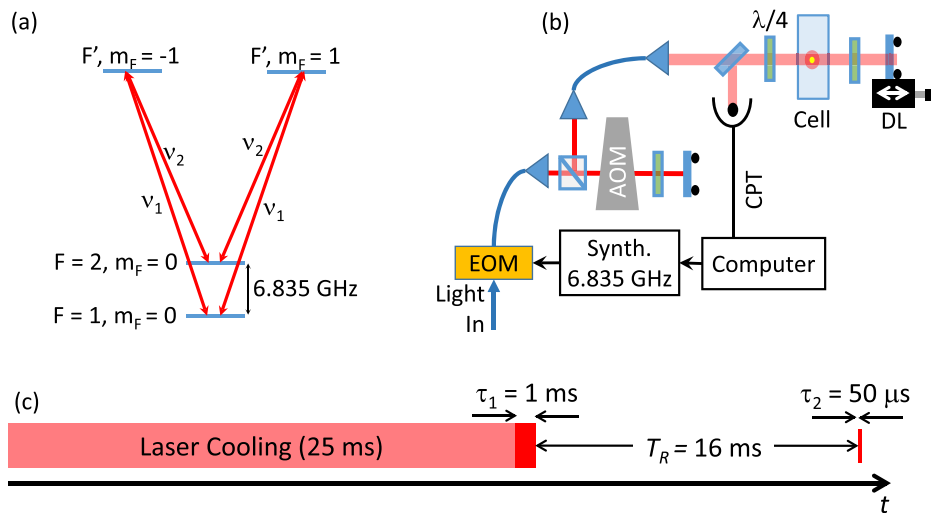 (a)
F', m_F = -1
F', m_F = 1
ν₂
ν₂
ν₁
ν₁
F = 2, m_F = 0
6.835 GHz
F = 1, m_F = 0
(b)
λ/4
Cell
DL
AOM
CPT
EOM
Synth.
6.835 GHz
Computer
Light
In
(c)
τ₁ = 1 ms
τ₂ = 50 μs
Laser Cooling (25 ms)
T_R = 16 ms
t